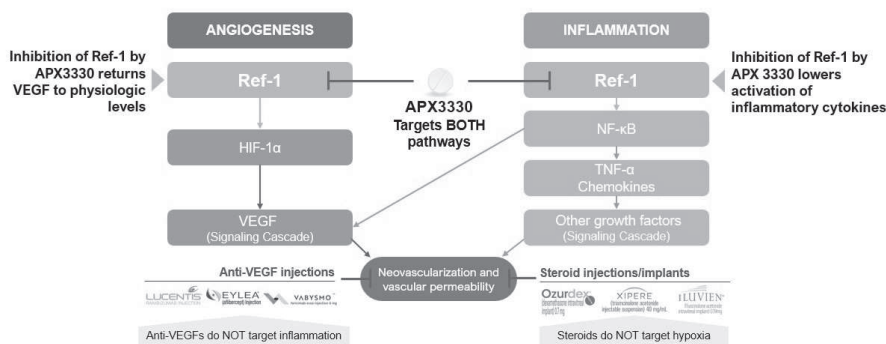 ANGIOGENESIS
INFLAMMATION
Inhibition of Ref-1 by
APX3330 returns
VEGF to physiologic
levels
Ref-1
APX3330
Targets BOTH
pathways
Ref-1
Inhibition of Ref-1 by
APX 3330 lowers
activation of
inflammatory cytokines
HIF-1α
NF-κB
TNF-α
Chemokines
VEGF
(Signaling Cascade)
Other growth factors
(Signaling Cascade)
Neovascularization and
vascular permeability
Anti-VEGF injections
LUCENTIS
EYLEA
VABYSMO
Steroid injections/implants
Ozurdex
XIPERE
ILUVIEN
Anti-VEGFs do NOT target inflammation
Steroids do NOT target hypoxia